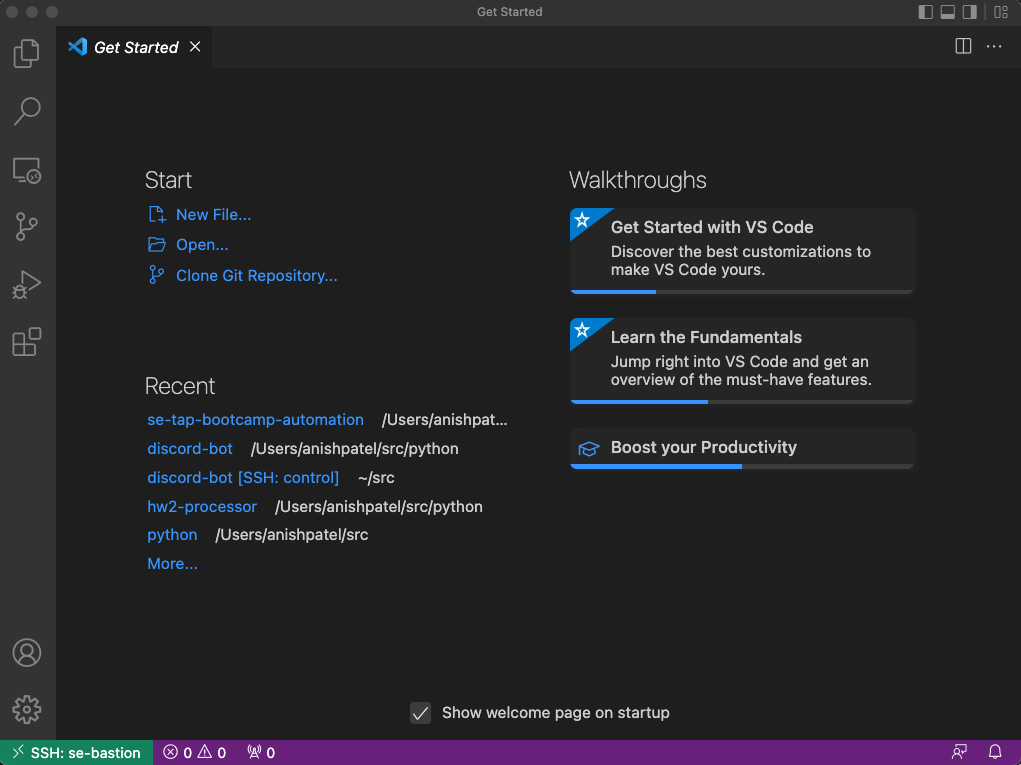 Get Started
Get Started
Start
New File...
Open...
Clone Git Repository...
Recent
se-tap-bootcamp-automation /Users/anishpat...
discord-bot /Users/anishpatel/src/python
discord-bot [SSH: control] ~/src
hw2-processor /Users/anishpatel/src/python
python /Users/anishpatel/src
More...
Walkthroughs
Get Started with VS Code
Discover the best customizations to
make VS Code yours.
Learn the Fundamentals
Jump right into VS Code and get an
overview of the must-have features.
Boost your Productivity
Show welcome page on startup
SSH: se-bastion 0 0 0